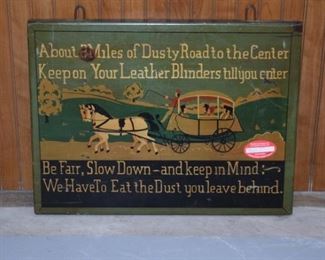 About 2 Miles of Dusty Road to the Center
Keep on Your Leather Blinders till you enter
Be Fair, Slow Down - and keep in Mind:
We Have To Eat the Dust you leave behind.